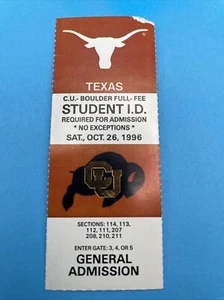 TEXAS
C.U.- BOULDER FULL- FEE
STUDENT I.D.
REQUIRED FOR ADMISSION
* NO EXCEPTIONS *
SAT., OCT. 26, 1996
CU
SECTIONS: 114, 113,
112, 111, 207
208, 210, 211
ENTER GATE: 3, 4, OR 5
GENERAL
ADMISSION